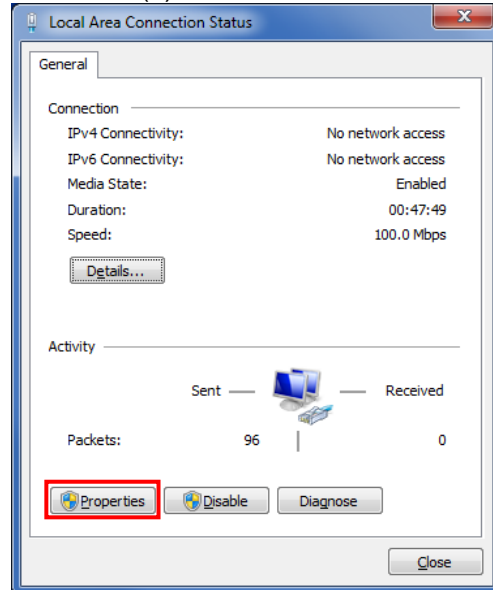 Local Area Connection Status
General
Connection
IPv4 Connectivity: No network access
IPv6 Connectivity: No network access
Media State: Enabled
Duration: 00:47:49
Speed: 100.0 Mbps
Details...
Activity
Sent Received
Packets: 96 0
Properties Disable Diagnose
Close